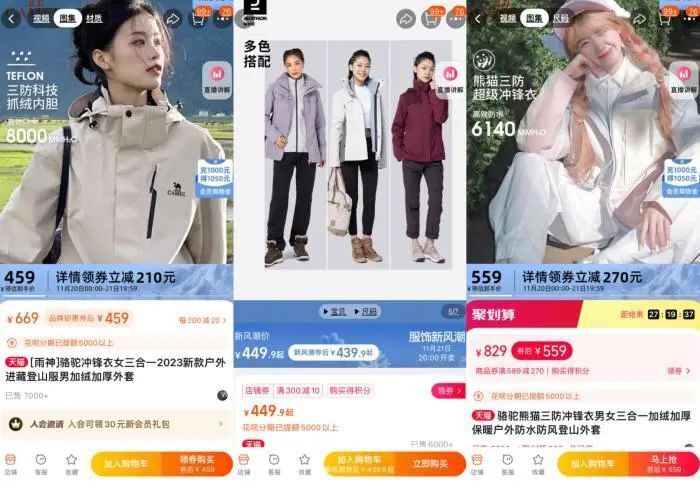 视频 图集 材质
99+
76
TEFLON
三防科技
抓绒内胆
高效防水
8000 MMH₂O
直播讲解
充1000元
得1050元
会员购物金
CAMEL
459
¥预估到手价
详情领券立减210元
11月20日00:00-21日19:59
¥669 品牌钜惠券后¥459 每200减20
花呗分期已提额5000以上
天猫 [雨神]骆驼冲锋衣女三合一2023新款户外
进藏登山服男加绒加厚外套
已售 7000+
人会邀请 入会可领30元新会员礼包
店铺 客服 收藏
加入购物车
领券购买
券后¥459
DECATHLON
99+
76
多色
搭配
直播讲解
宝贝 尺码
5/7
新风潮价
¥449.9起
新风潮券后¥439.9起
服饰新风潮
11月21日
20:00开卖
店铺券 满300减10 购买得积分 领券
¥449.9起
花呗分期已提额5000以上
已售 6000+
天猫
店铺 客服 收藏
加入购物车
新风潮券后¥439.9起
立即购买
视频 图集 尺码
99+
76
熊猫三防
超级冲锋衣
高效防水
6140 MMH₂O
直播讲解
充1000元
得1050元
会员购物金
559
¥预估到手价
详情领券立减270元
11月20日00:00-21日19:59
聚划算
距结束 27:19:37
¥829 券后¥559
商品券满589减270 购买得积分 领券
花呗分期已提额5000以上
天猫 骆驼熊猫三防冲锋衣男女三合一加绒加厚
保暖户外防水防风登山外套
店铺 客服 收藏
加入购物车
马上抢
券后¥559